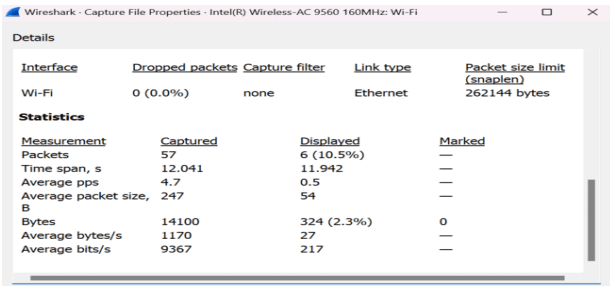 Wireshark - Capture File Properties - Intel(R) Wireless-AC 9560 160MHz: Wi-Fi
Details
Interface Dropped packets Capture filter Link type Packet size limit (snaplen)
Wi-Fi 0 (0.0%) none Ethernet 262144 bytes
Statistics
Measurement Captured Displayed Marked
Packets 57 6 (10.5%) —
Time span, s 12.041 11.942 —
Average pps 4.7 0.5 —
Average packet size, B 247 54 —
Bytes 14100 324 (2.3%) 0
Average bytes/s 1170 27 —
Average bits/s 9367 217 —